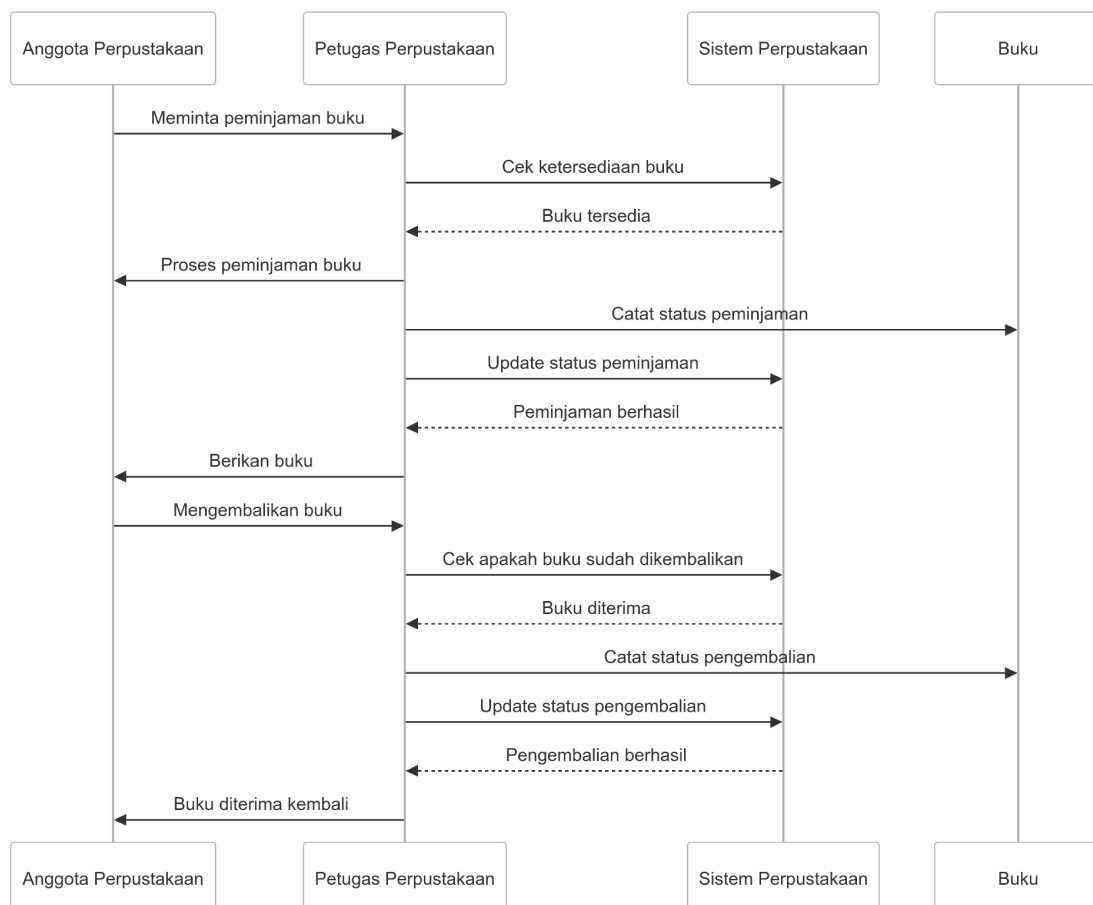 Anggota Perpustakaan
Petugas Perpustakaan
Sistem Perpustakaan
Buku
Meminta peminjaman buku
Cek ketersediaan buku
Buku tersedia
Proses peminjaman buku
Catat status peminjaman
Update status peminjaman
Peminjaman berhasil
Berikan buku
Mengembalikan buku
Cek apakah buku sudah dikembalikan
Buku diterima
Catat status pengembalian
Update status pengembalian
Pengembalian berhasil
Buku diterima kembali
Anggota Perpustakaan
Petugas Perpustakaan
Sistem Perpustakaan
Buku